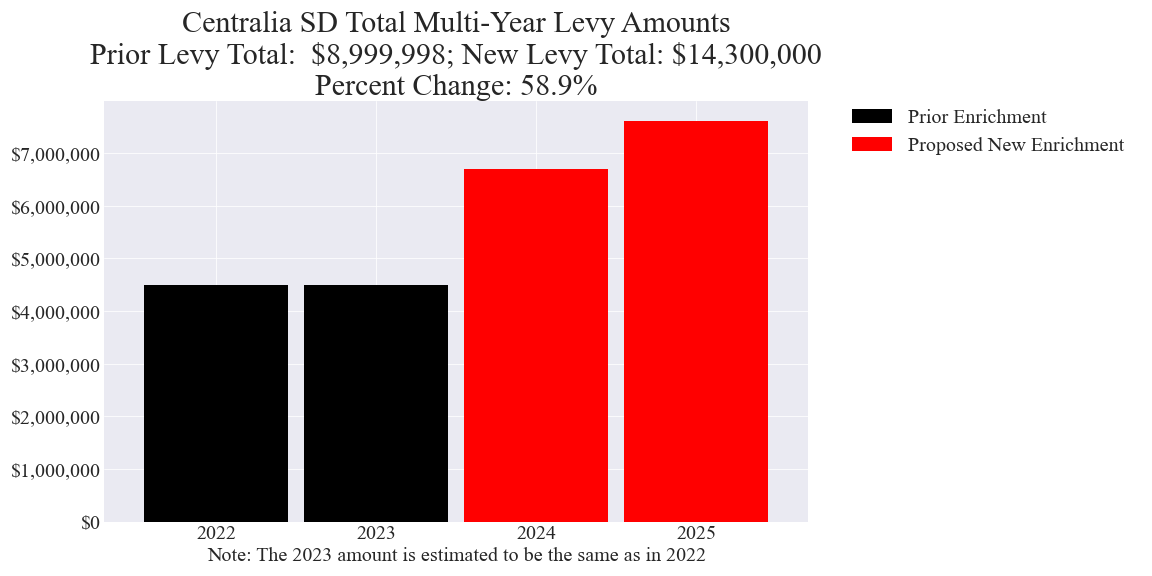 Centralia SD Total Multi-Year Levy Amounts
Prior Levy Total:  $8,999,998; New Levy Total: $14,300,000
Percent Change: 58.9%
Prior Enrichment
Proposed New Enrichment
$7,000,000
$6,000,000
$5,000,000
$4,000,000
$3,000,000
$2,000,000
$1,000,000
$0
2022 2023 2024 2025
Note: The 2023 amount is estimated to be the same as in 2022